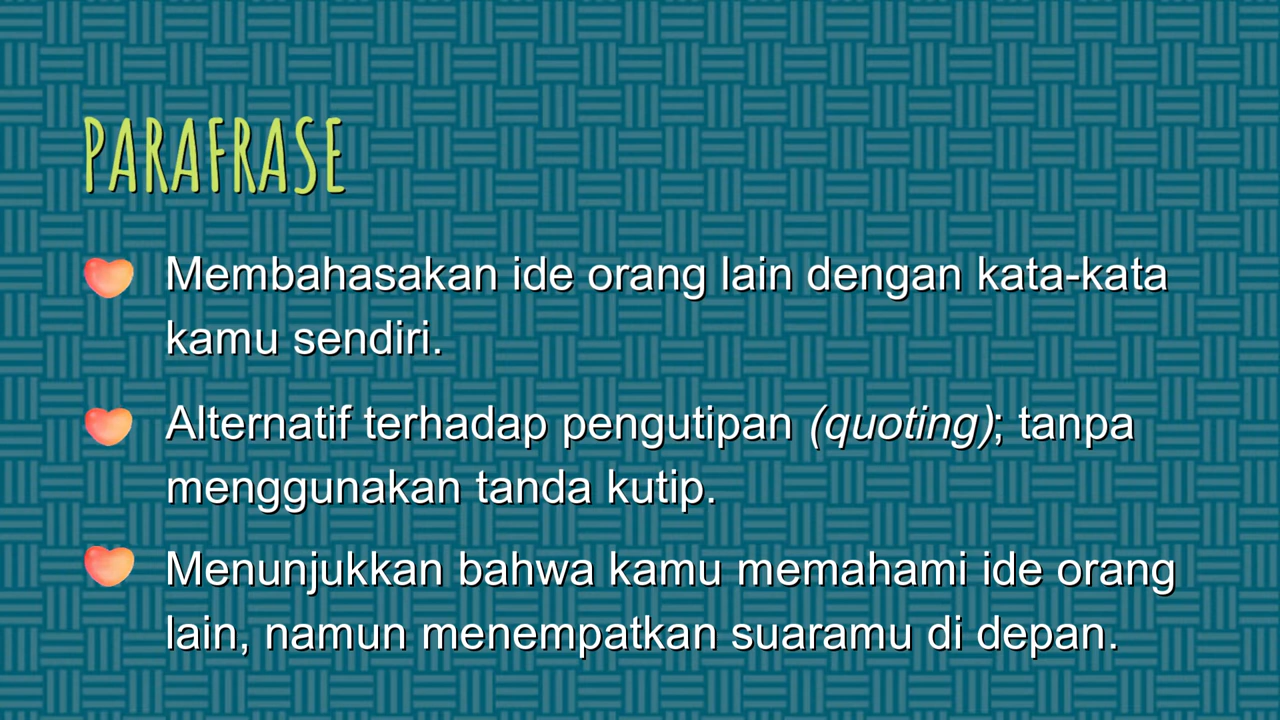 PARAFRASE
Membahasakan ide orang lain dengan kata-kata
kamu sendiri.
Alternatif terhadap pengutipan (quoting); tanpa
menggunakan tanda kutip.
Menunjukkan bahwa kamu memahami ide orang
lain, namun menempatkan suaramu di depan.